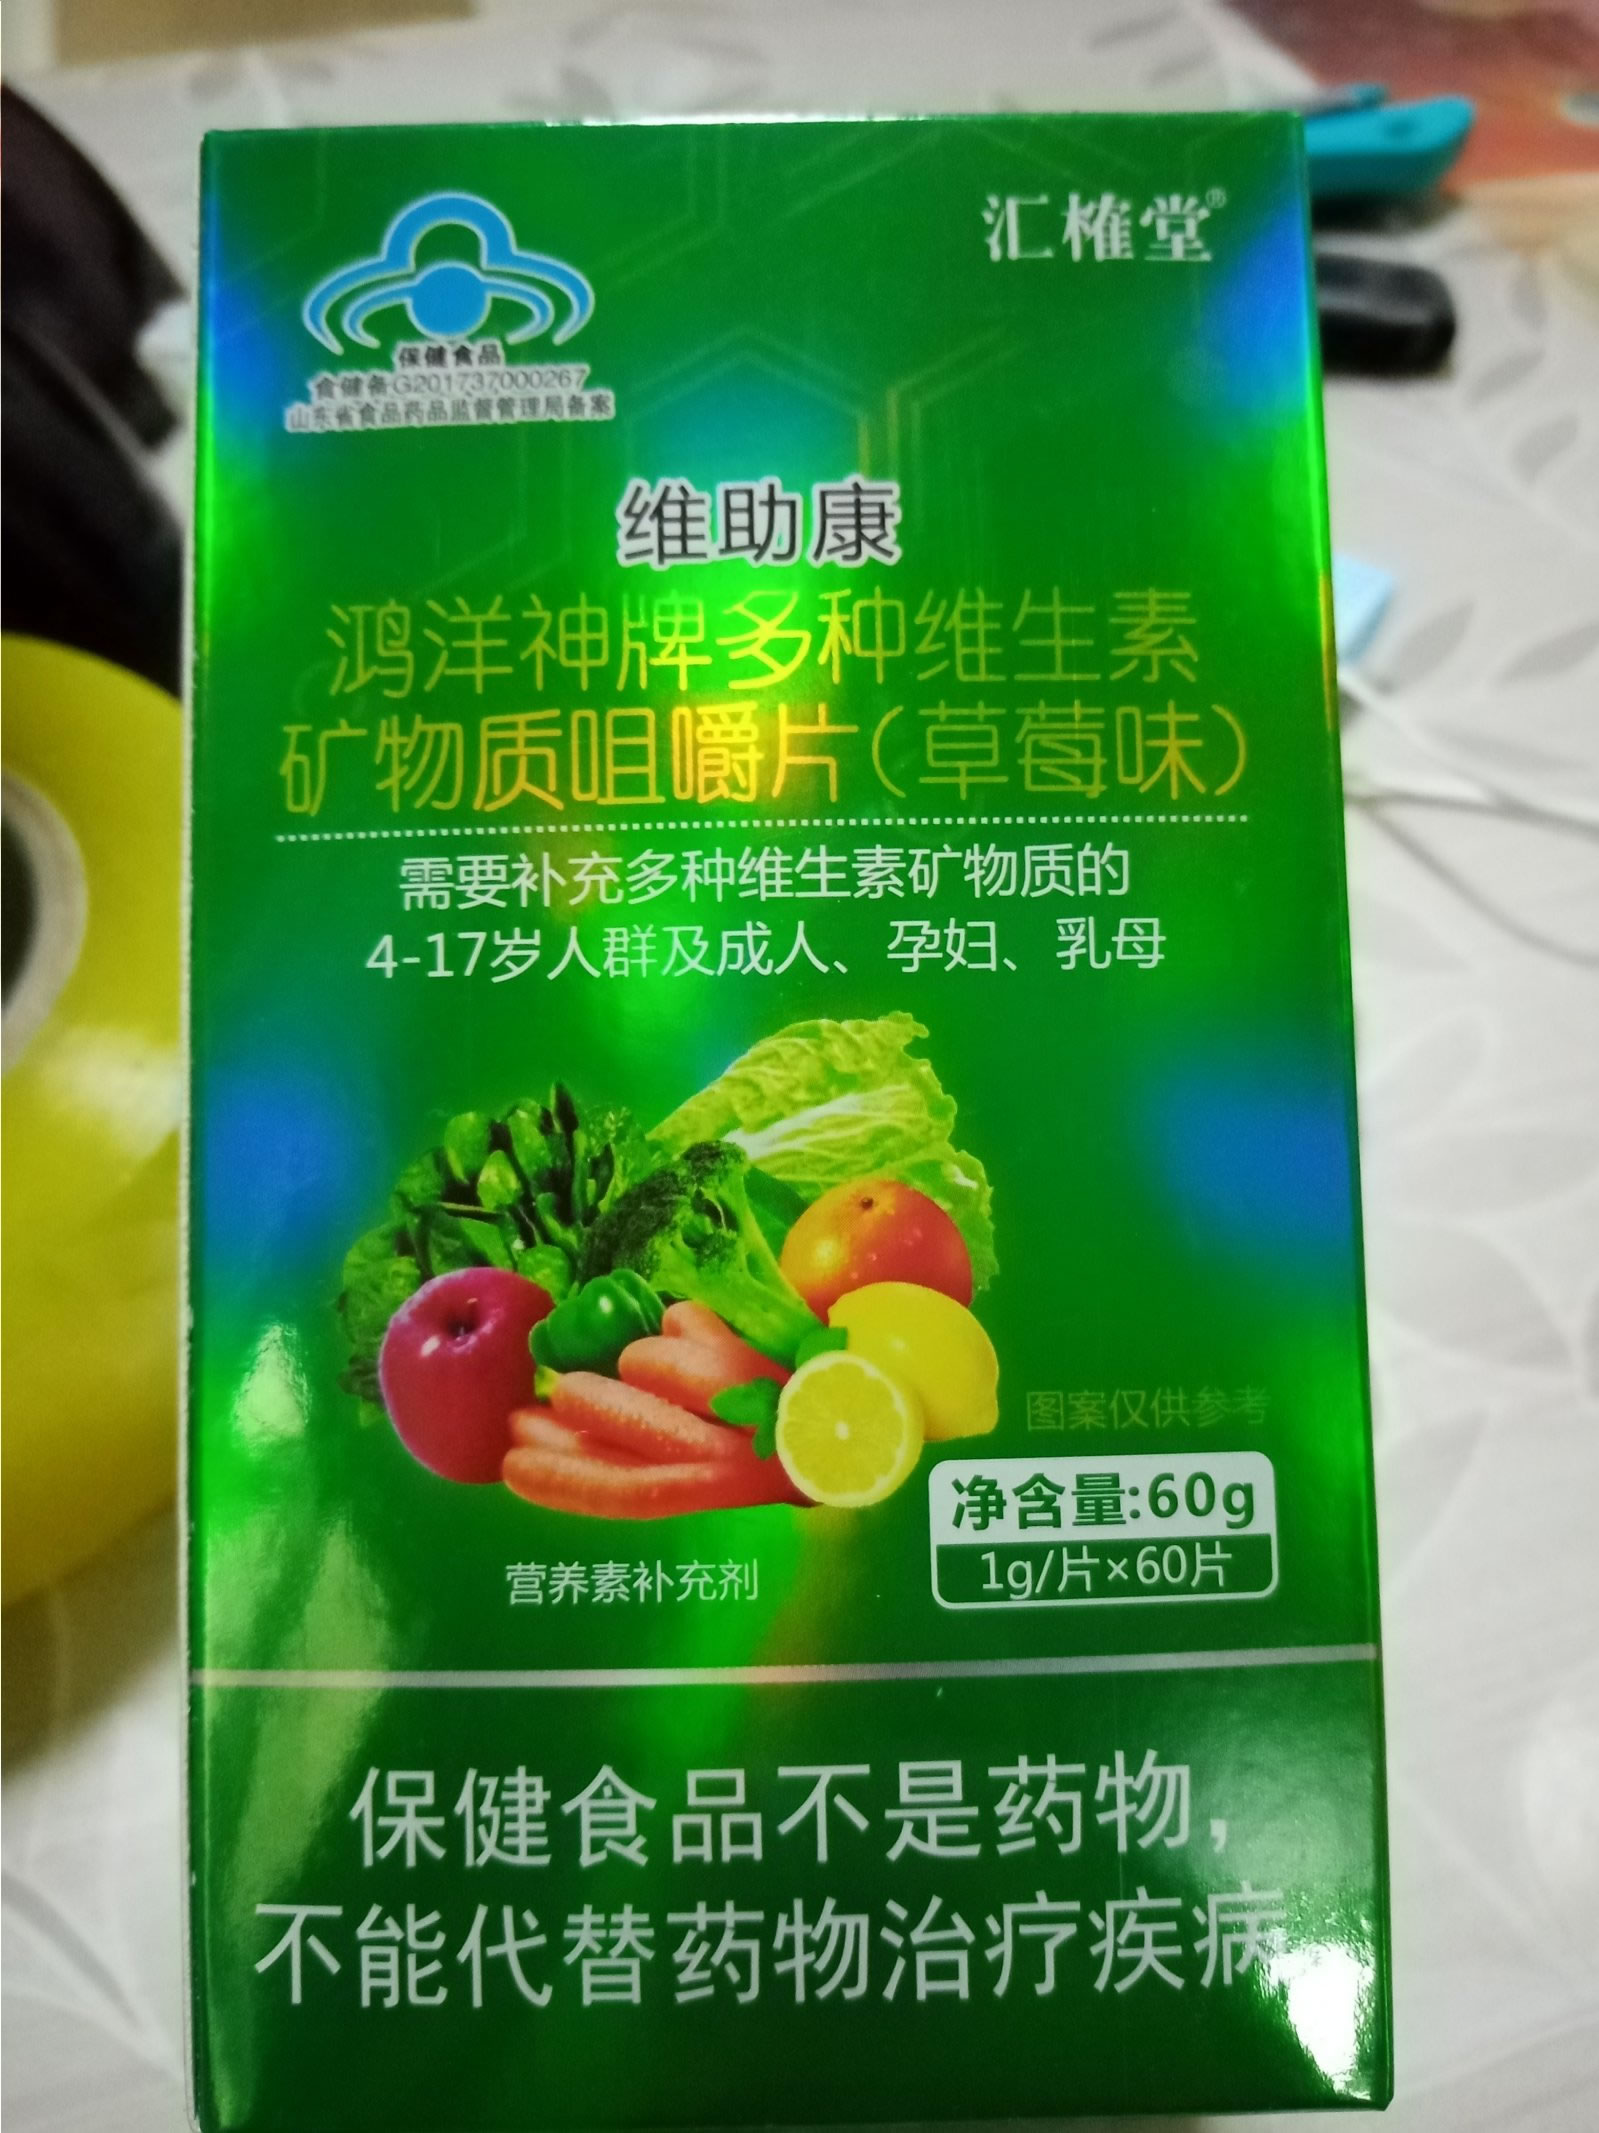 汇榷堂®
保健食品
食健备G201737000267
山东省食品药品监督管理局备案
维助康
鸿洋神牌多种维生素
矿物质咀嚼片(草莓味)
需要补充多种维生素矿物质的
4-17岁人群及成人、孕妇、乳母
图案仅供参考
净含量:60g
1g/片×60片
营养素补充剂
保健食品不是药物,
不能代替药物治疗疾病